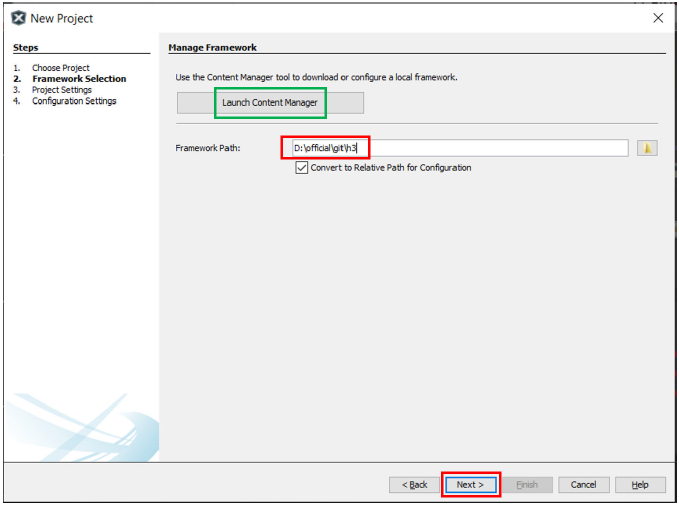 New Project
Steps
1. Choose Project
2. Framework Selection
3. Project Settings
4. Configuration Settings
Manage Framework
Use the Content Manager tool to download or configure a local framework.
Launch Content Manager
Framework Path: D:\official\git\h3
Convert to Relative Path for Configuration
< Back Next > Finish Cancel Help